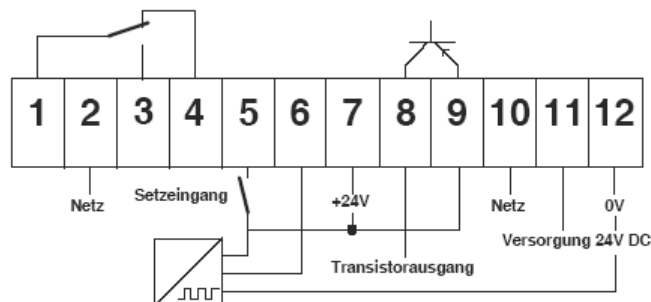 1 2 3 4 5 6 7 8 9 10 11 12
Netz Setzeingang +24V Netz 0V
Versorgung 24V DC
Transistorausgang